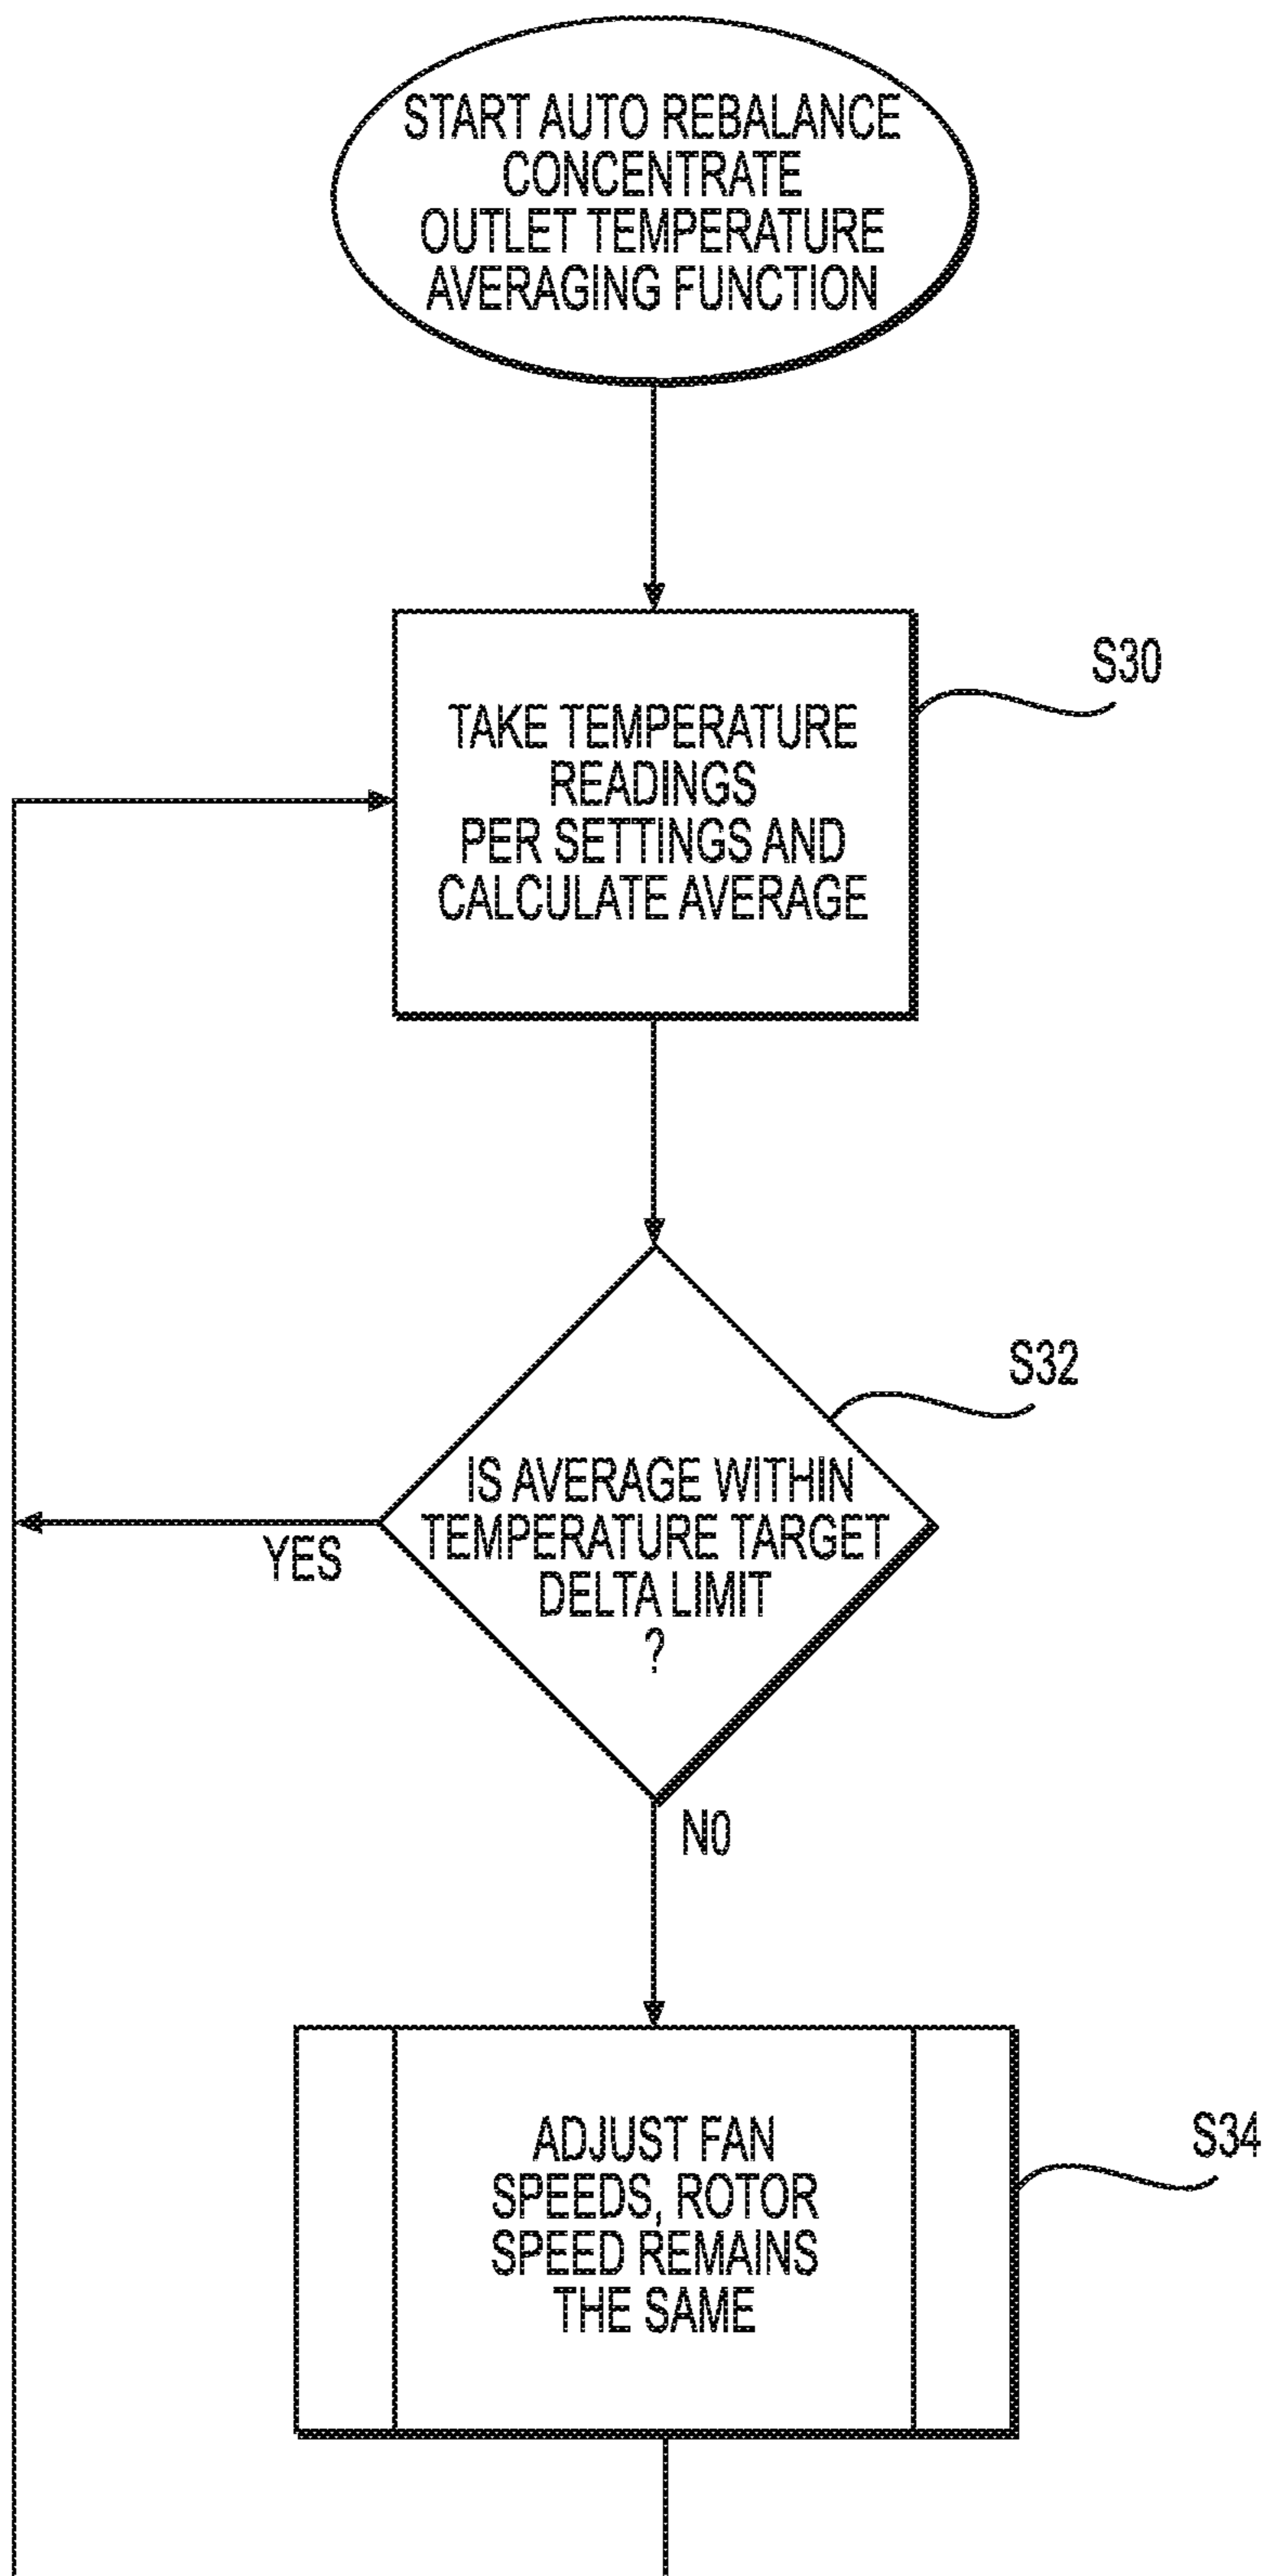 START AUTO REBALANCE
CONCENTRATE
OUTLET TEMPERATURE
AVERAGING FUNCTION
S30
TAKE TEMPERATURE
READINGS
PER SETTINGS AND
CALCULATE AVERAGE
S32
IS AVERAGE WITHIN
TEMPERATURE TARGET
DELTA LIMIT
?
YES
NO
S34
ADJUST FAN
SPEEDS, ROTOR
SPEED REMAINS
THE SAME